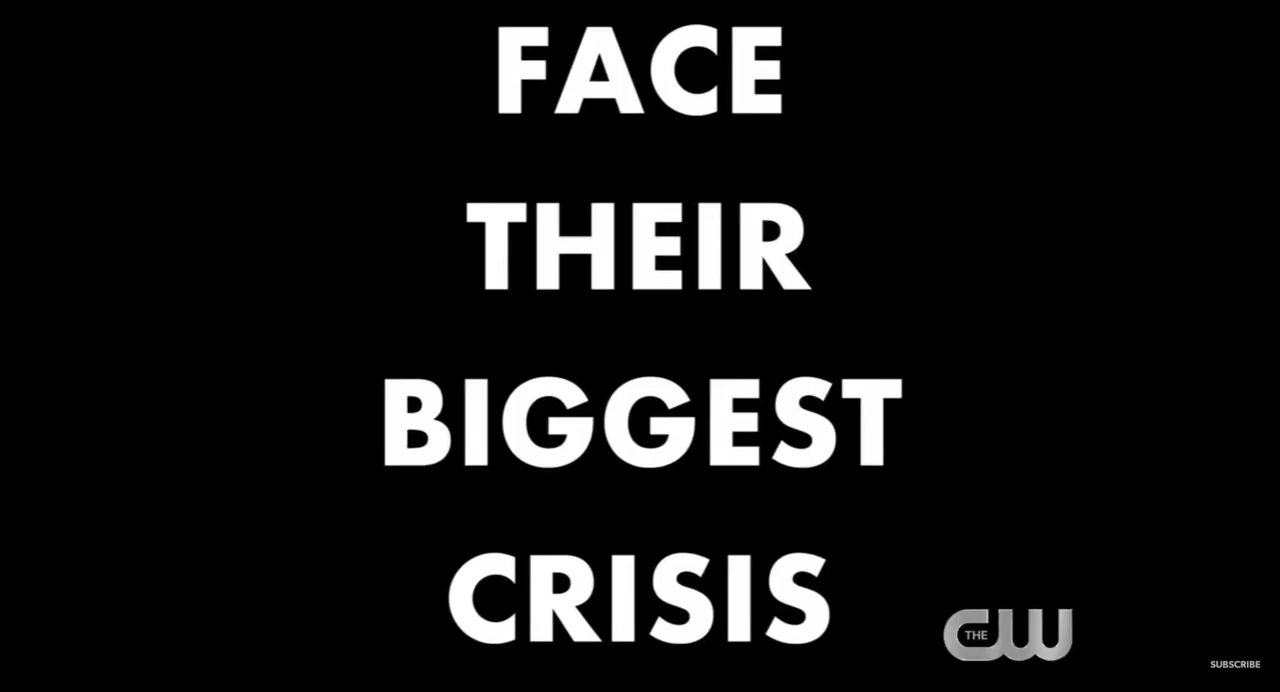 FACE
THEIR
BIGGEST
CRISIS
THE CW
SUBSCRIBE